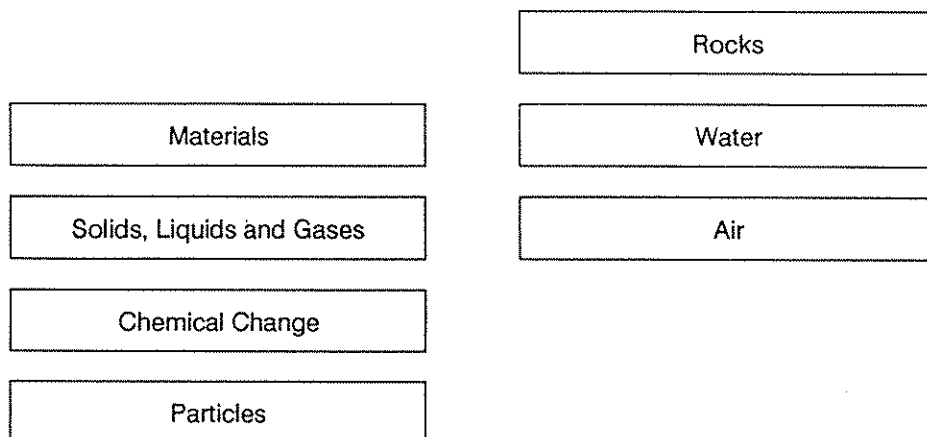 Rocks
Materials
Water
Solids, Liquids and Gases
Air
Chemical Change
Particles